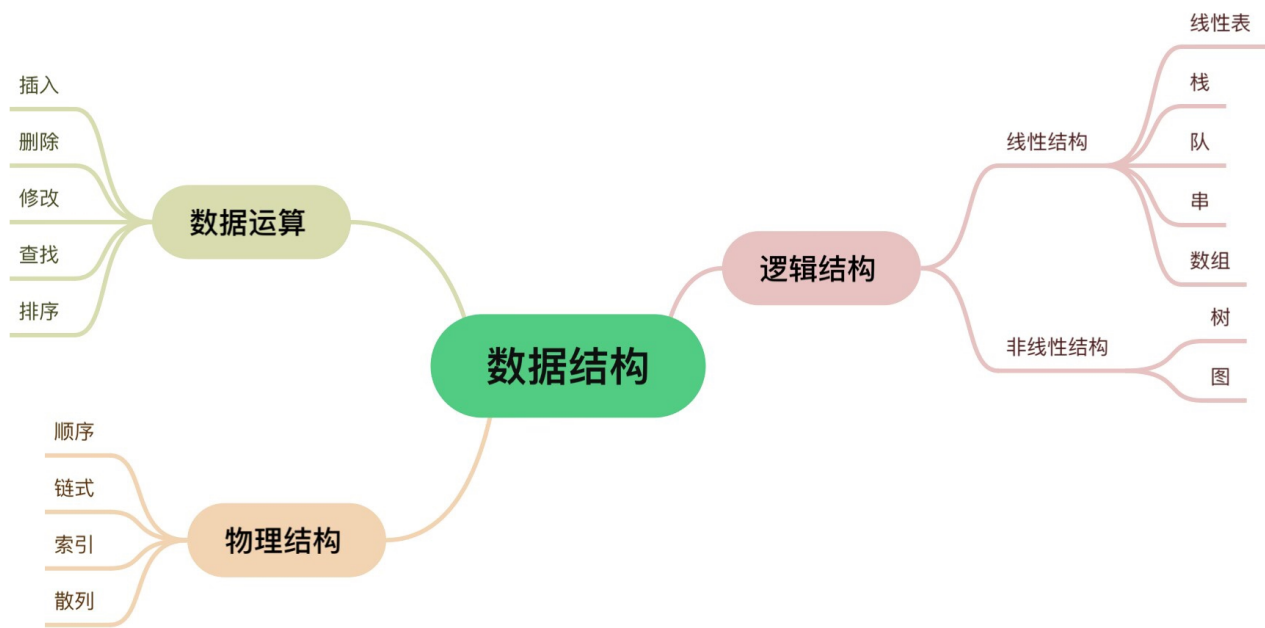 数据结构
逻辑结构
线性结构
线性表
栈
队
串
数组
非线性结构
树
图
数据运算
插入
删除
修改
查找
排序
物理结构
顺序
链式
索引
散列